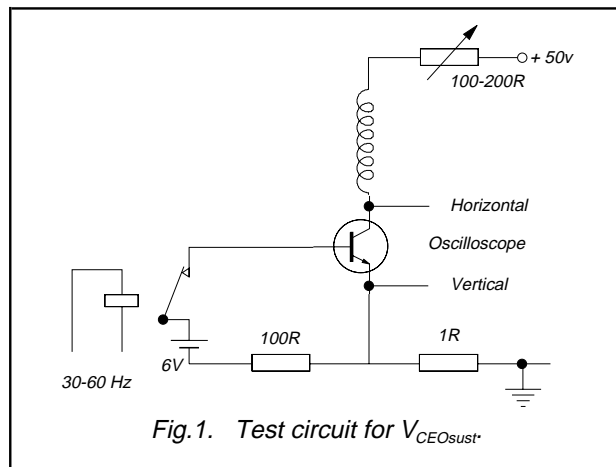 + 50v
100-200R
Horizontal
Oscilloscope
Vertical
100R
1R
6V
30-60 Hz
Fig.1. Test circuit for VCEOsust.